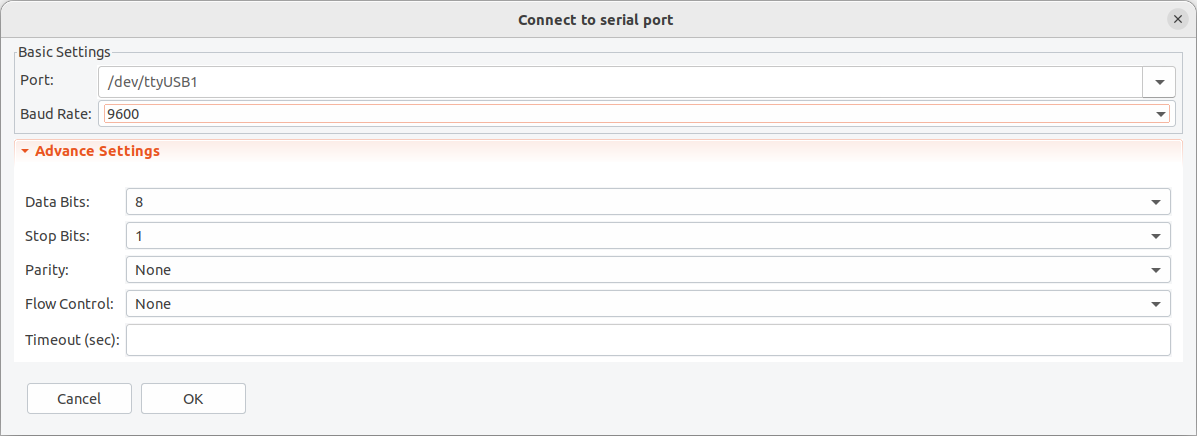 Connect to serial port
Basic Settings
Port: /dev/ttyUSB1
Baud Rate: 9600
Advance Settings
Data Bits: 8
Stop Bits: 1
Parity: None
Flow Control: None
Timeout (sec):
Cancel OK